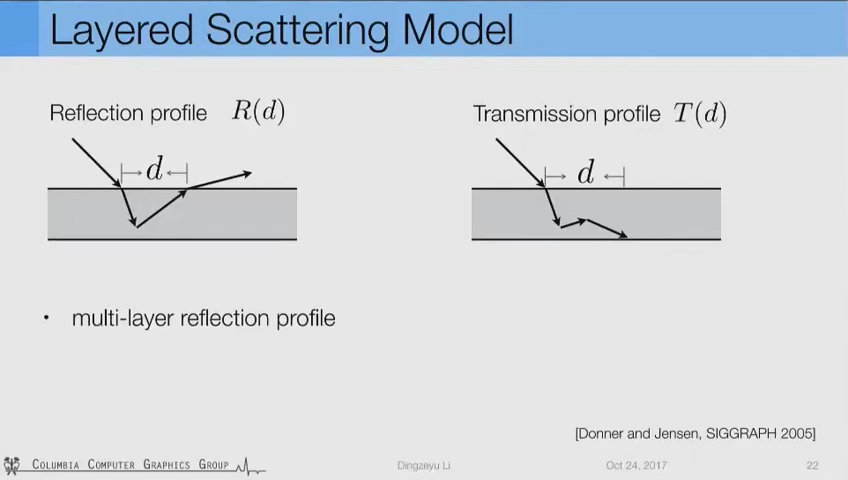 Layered Scattering Model
Reflection profile R(d)
Transmission profile T(d)
d
d
• multi-layer reflection profile
[Donner and Jensen, SIGGRAPH 2005]
COLUMBIA COMPUTER GRAPHICS GROUP
Dingzeyu Li
Oct 24, 2017
22